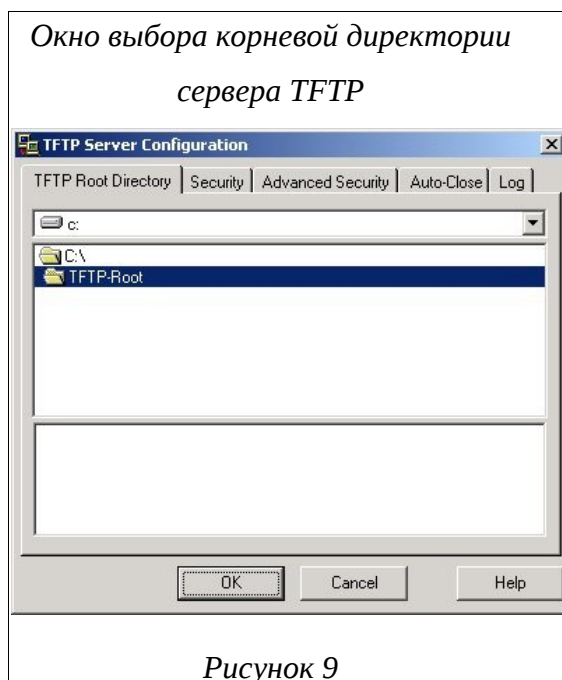 Окно выбора корневой директории
сервера TFTP
TFTP Server Configuration
TFTP Root Directory Security Advanced Security Auto-Close Log
c:
C:\
TFTP-Root
OK Cancel Help
Рисунок 9